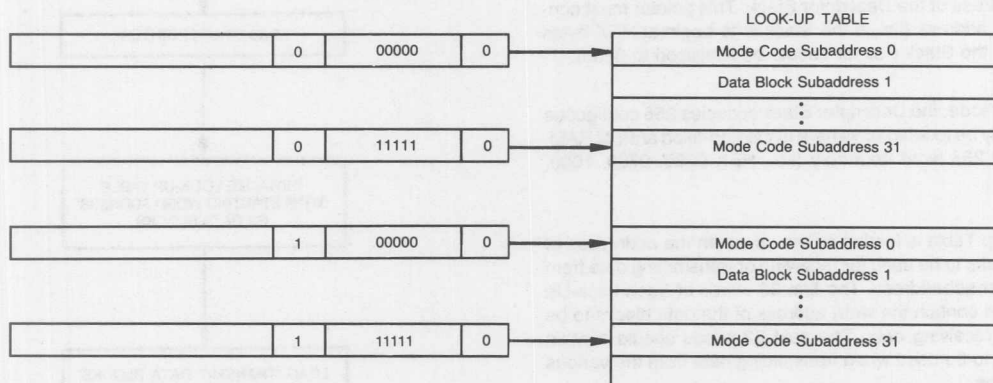 LOOK-UP TABLE
0 00000 0 Mode Code Subaddress 0
Data Block Subaddress 1
⋮
0 11111 0 Mode Code Subaddress 31
1 00000 0 Mode Code Subaddress 0
Data Block Subaddress 1
⋮
1 11111 0 Mode Code Subaddress 31